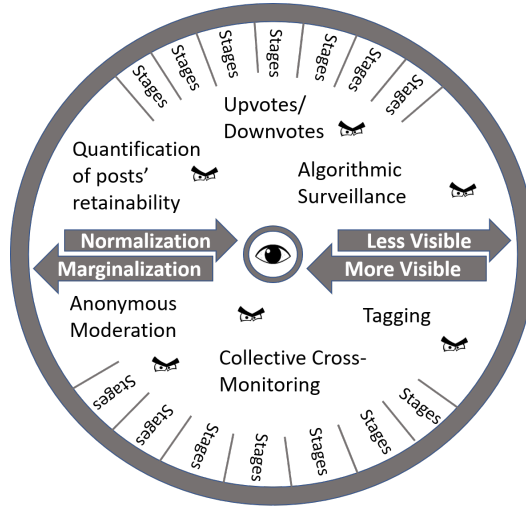 Stages
Stages
Stages
Stages
Stages
Stages
Stages
Upvotes/
Downvotes
Quantification
of posts'
retainability
Algorithmic
Surveillance
Normalization
Less Visible
Marginalization
More Visible
Anonymous
Moderation
Tagging
Collective Cross-
Monitoring
Stages
Stages
Stages
Stages
Stages
Stages
Stages
Stages